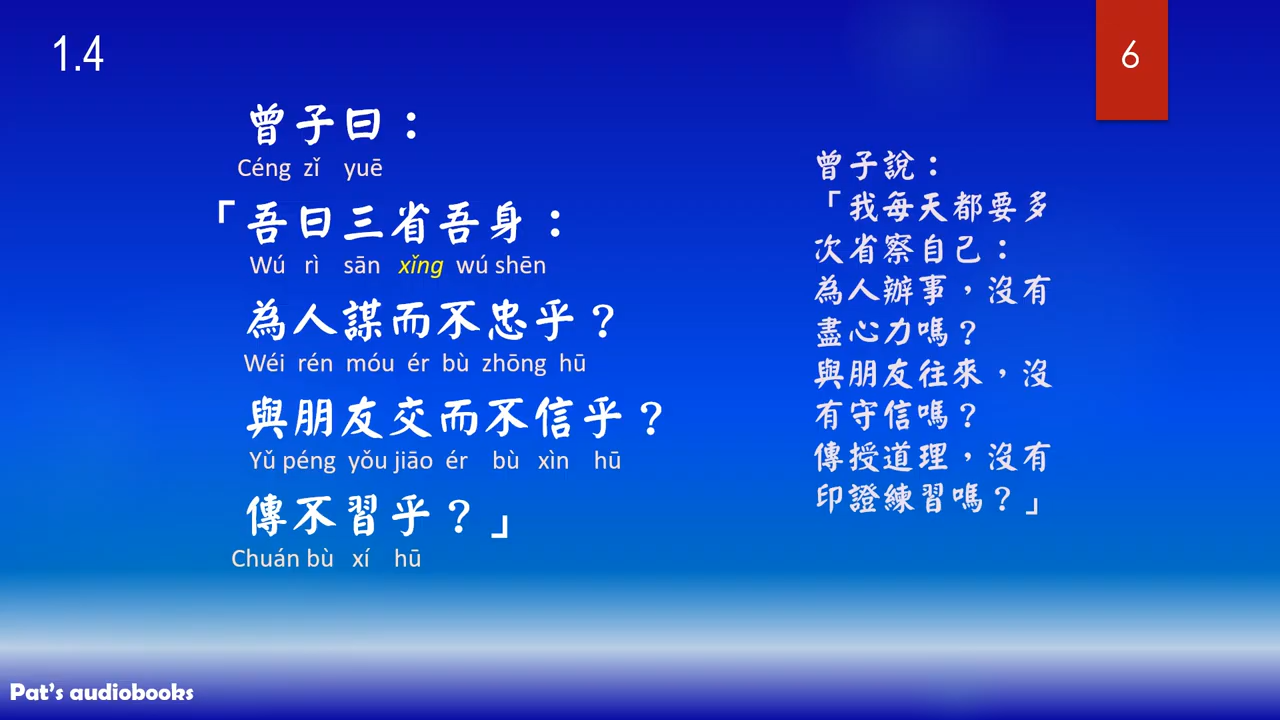 1.4
6
曾子曰：
Céng zǐ yuē
「吾日三省吾身：
Wú rì sān xǐng wú shēn
為人謀而不忠乎？
Wéi rén móu ér bù zhōng hū
與朋友交而不信乎？
Yǔ péng yǒu jiāo ér bù xìn hū
傳不習乎？」
Chuán bù xí hū
曾子說：
「我每天都要多
次省察自己：
為人辦事，沒有
盡心力嗎？
與朋友往來，沒
有守信嗎？
傳授道理，沒有
印證練習嗎？」
Pat's audiobooks